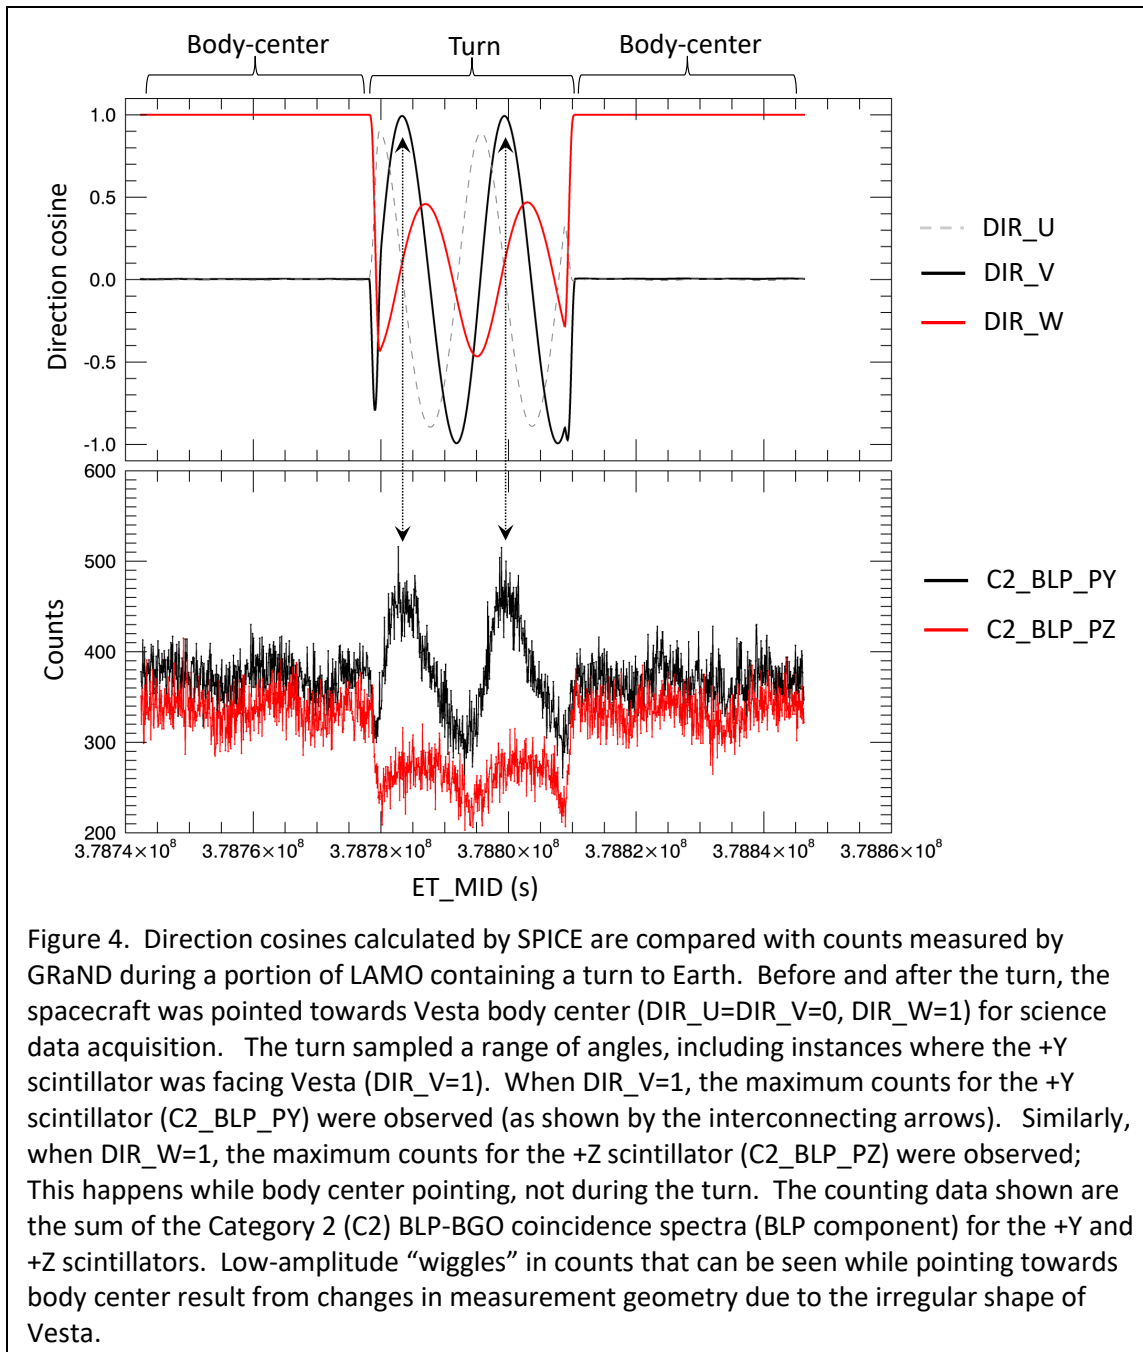 Body-center Turn Body-center
1.0
0.5
0.0
-0.5
-1.0
Direction cosine
DIR_U
DIR_V
DIR_W
600
500
400
300
200
Counts
C2_BLP_PY
C2_BLP_PZ
3.7874×10⁸ 3.7876×10⁸ 3.7878×10⁸ 3.7880×10⁸ 3.7882×10⁸ 3.7884×10⁸ 3.7886×10⁸
ET_MID (s)
Figure 4. Direction cosines calculated by SPICE are compared with counts measured by
GRaND during a portion of LAMO containing a turn to Earth. Before and after the turn, the
spacecraft was pointed towards Vesta body center (DIR_U=DIR_V=0, DIR_W=1) for science
data acquisition. The turn sampled a range of angles, including instances where the +Y
scintillator was facing Vesta (DIR_V=1). When DIR_V=1, the maximum counts for the +Y
scintillator (C2_BLP_PY) were observed (as shown by the interconnecting arrows). Similarly,
when DIR_W=1, the maximum counts for the +Z scintillator (C2_BLP_PZ) were observed;
This happens while body center pointing, not during the turn. The counting data shown are
the sum of the Category 2 (C2) BLP-BGO coincidence spectra (BLP component) for the +Y and
+Z scintillators. Low-amplitude “wiggles” in counts that can be seen while pointing towards
body center result from changes in measurement geometry due to the irregular shape of
Vesta.